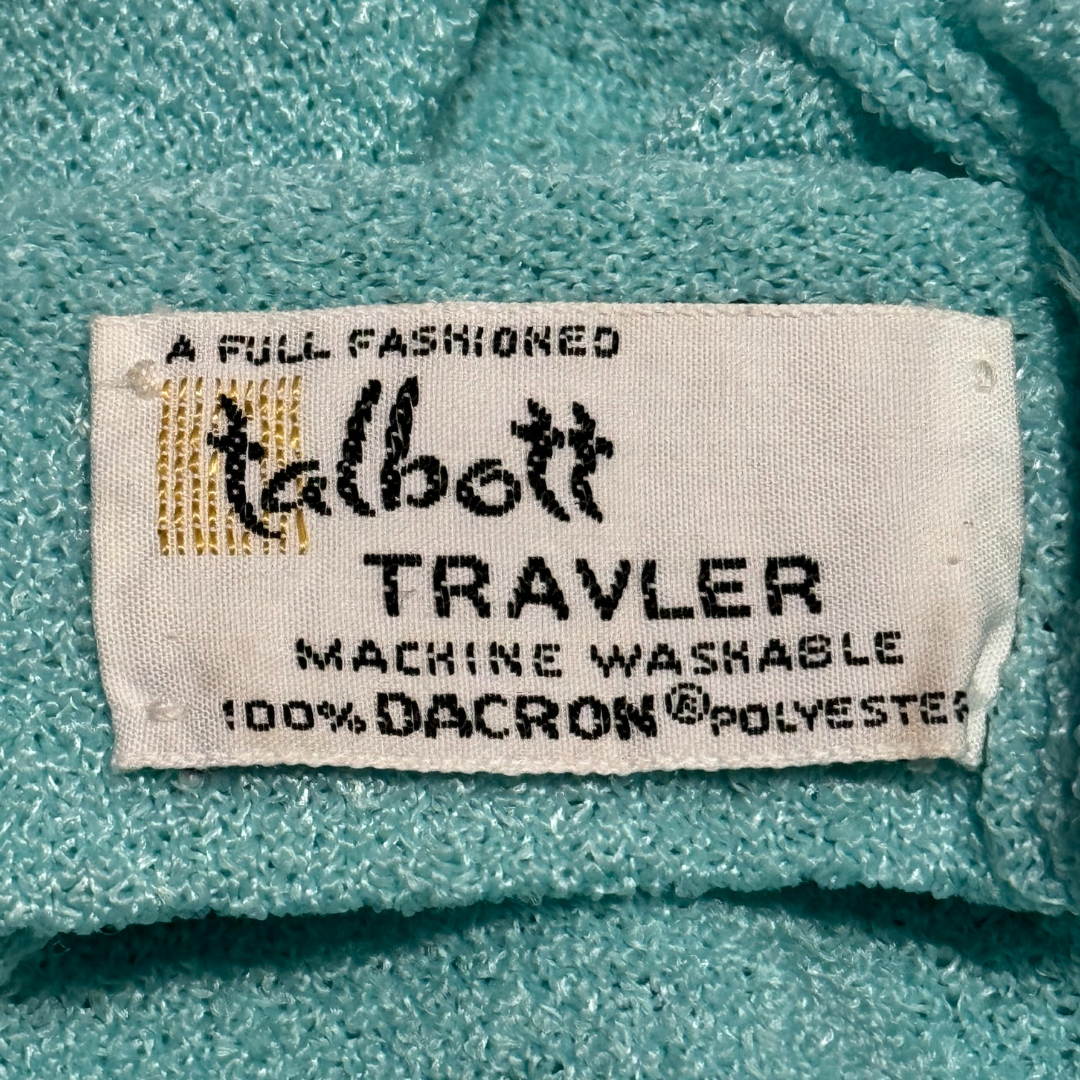 A FULL FASHIONED
talbott
TRAVLER
MACHINE WASHABLE
100% DACRON® POLYESTER